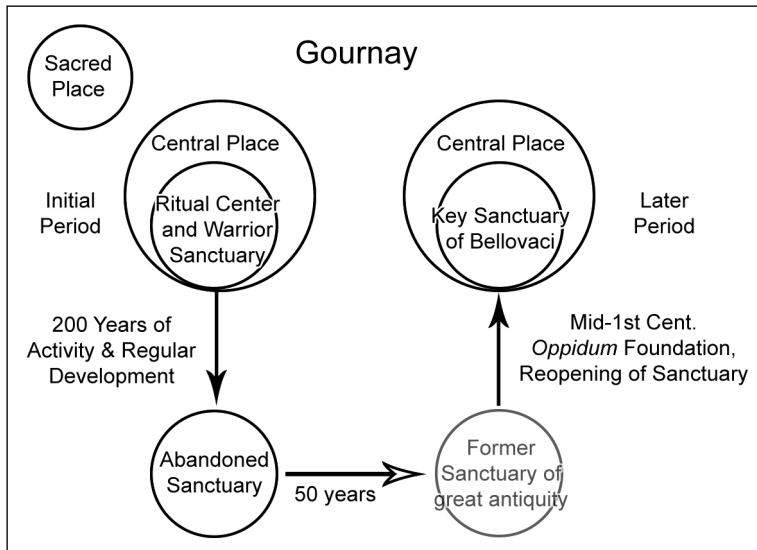 Gournay
Sacred
Place
Central Place
Ritual Center
and Warrior
Sanctuary
Initial
Period
200 Years of
Activity & Regular
Development
Abandoned
Sanctuary
50 years
Former
Sanctuary of
great antiquity
Mid-1st Cent.
Oppidum Foundation,
Reopening of Sanctuary
Central Place
Key Sanctuary
of Bellovaci
Later
Period